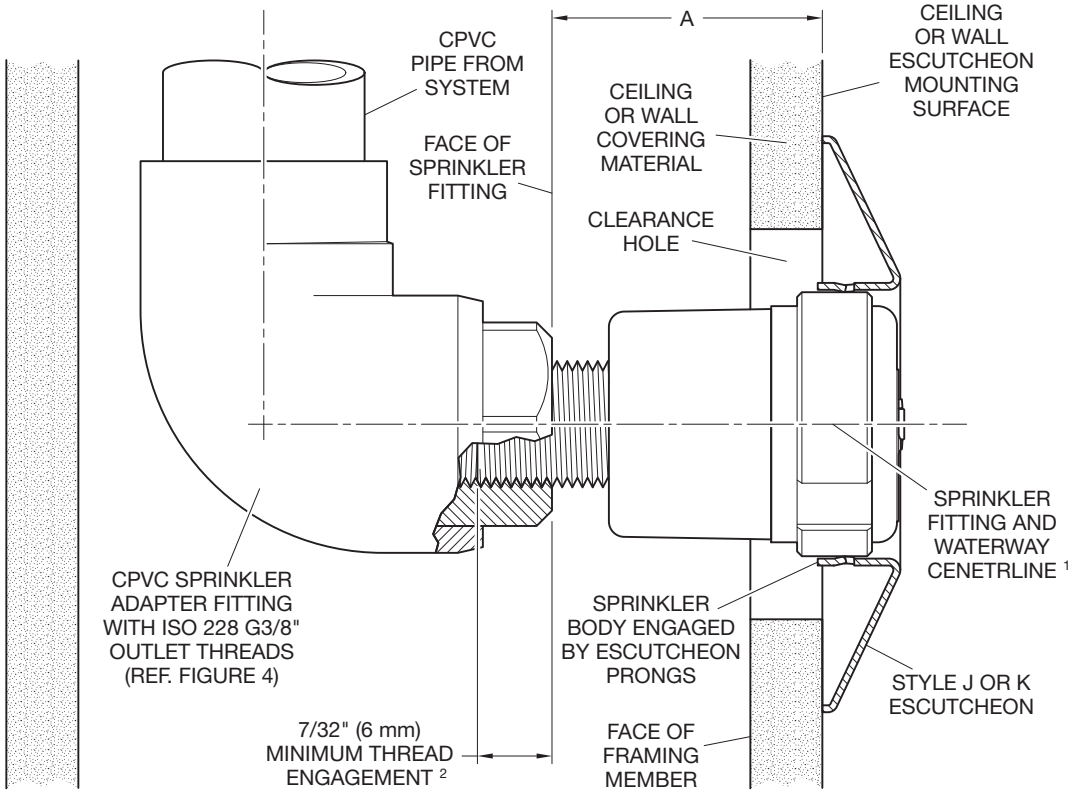 A
CEILING
OR WALL
ESCUTCHEON
MOUNTING
SURFACE
CPVC
PIPE FROM
SYSTEM
CEILING
OR WALL
COVERING
MATERIAL
FACE OF
SPRINKLER
FITTING
CLEARANCE
HOLE
SPRINKLER
FITTING AND
WATERWAY
CENETRLINE 1
CPVC SPRINKLER
ADAPTER FITTING
WITH ISO 228 G3/8"
OUTLET THREADS
(REF. FIGURE 4)
SPRINKLER
BODY ENGAGED
BY ESCUTCHEON
PRONGS
STYLE J OR K
ESCUTCHEON
7/32" (6 mm)
MINIMUM THREAD
ENGAGEMENT 2
FACE OF
FRAMING
MEMBER